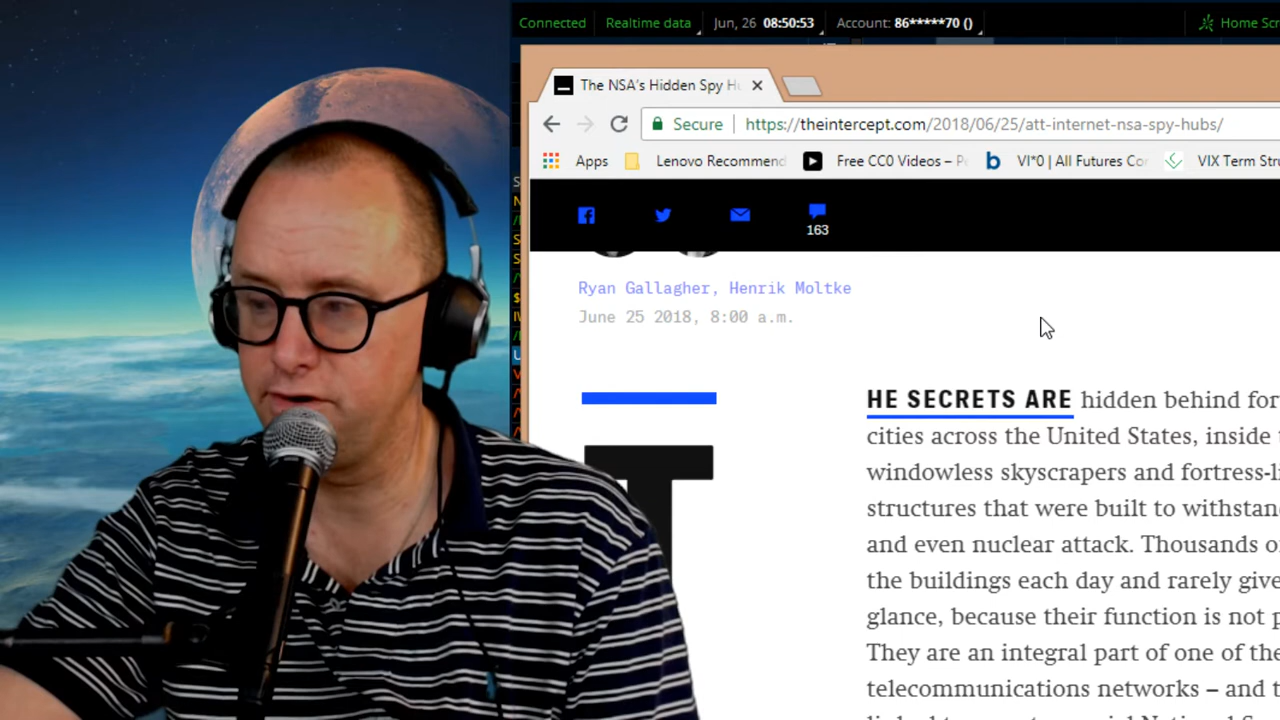 Connected Realtime data Jun, 26 08:50:53 Account: 86*****70 () Home Scr
The NSA's Hidden Spy H
Secure https://theintercept.com/2018/06/25/att-internet-nsa-spy-hubs/
Apps Lenovo Recommend Free CC0 Videos – P VI*0 | All Futures Co VIX Term Stru
163
Ryan Gallagher, Henrik Moltke
June 25 2018, 8:00 a.m.
T
HE SECRETS ARE hidden behind for
cities across the United States, inside
windowless skyscrapers and fortress-li
structures that were built to withstan
and even nuclear attack. Thousands o
the buildings each day and rarely give
glance, because their function is not p
They are an integral part of one of the
telecommunications networks – and t